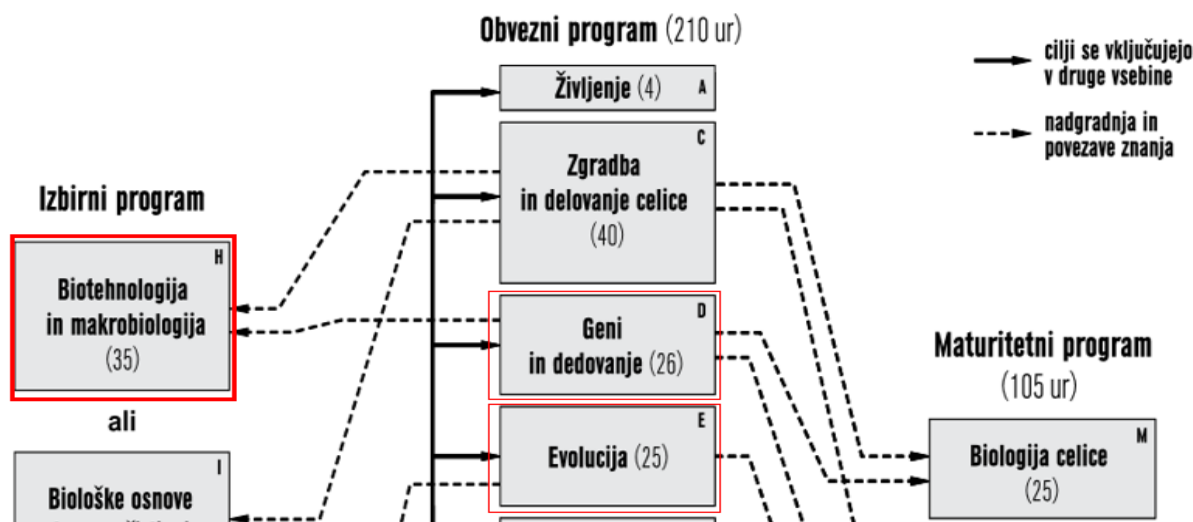 Obvezni program (210 ur)
cilji se vključujejo
v druge vsebine
nadgradnja in
povezave znanja
Življenje (4) A
C
Zgradba
in delovanje celice
(40)
Izbirni program
H
Biotehnologija
in makrobiologija
(35)
ali
I
Biološke osnove
D
Geni
in dedovanje (26)
E
Evolucija (25)
Maturitetni program
(105 ur)
M
Biologija celice
(25)